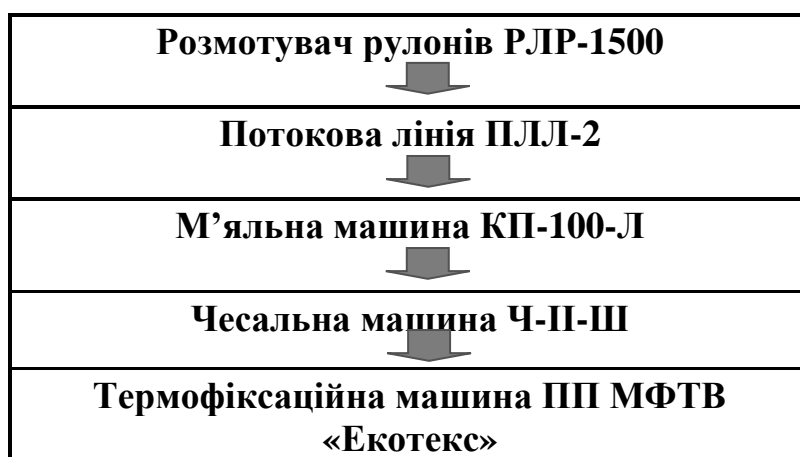 Розмотувач рулонів РЛР-1500
Потокова лінія ПЛЛ-2
М’яльна машина КП-100-Л
Чесальна машина Ч-ІІ-Ш
Термофіксаційна машина ПП МФТВ
«Екотекс»